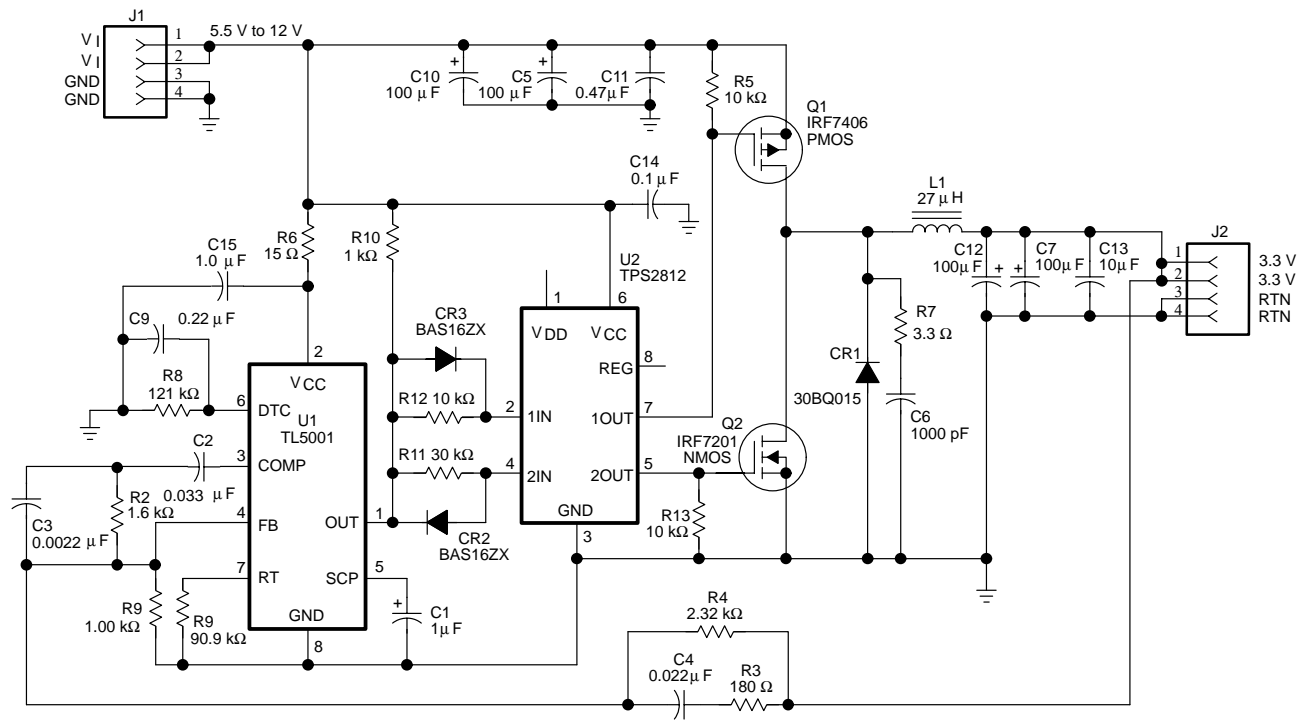 J1
V I
V I
GND
GND
1
2
3
4
5.5 V to 12 V
+
C10
100 μF
+
C5
100 μF
C11
0.47μF
R5
10 kΩ
Q1
IRF7406
PMOS
C14
0.1 μF
R6
15 Ω
R10
1 kΩ
C15
1.0 μF
U2
TPS2812
L1
27 μH
C12
100μF
+
C7
100μF
+
C13
10μF
J2
1
2
3
4
3.3 V
3.3 V
RTN
RTN
C9
0.22 μF
R8
121 kΩ
CR3
BAS16ZX
1
6
VDD
VCC
REG
8
R7
3.3 Ω
CR1
30BQ015
C6
1000 pF
2
VCC
6
DTC
U1
TL5001
R12 10 kΩ
2
1IN
1OUT
7
R11 30 kΩ
4
2IN
2OUT
5
Q2
IRF7201
NMOS
C2
0.033 μF
3
COMP
C3
0.0022 μF
R2
1.6 kΩ
4
FB
OUT
1
CR2
BAS16ZX
GND
3
R13
10 kΩ
7
RT
SCP
5
R9
1.00 kΩ
R9
90.9 kΩ
GND
8
+
C1
1μF
R4
2.32 kΩ
C4
0.022μF
R3
180 Ω